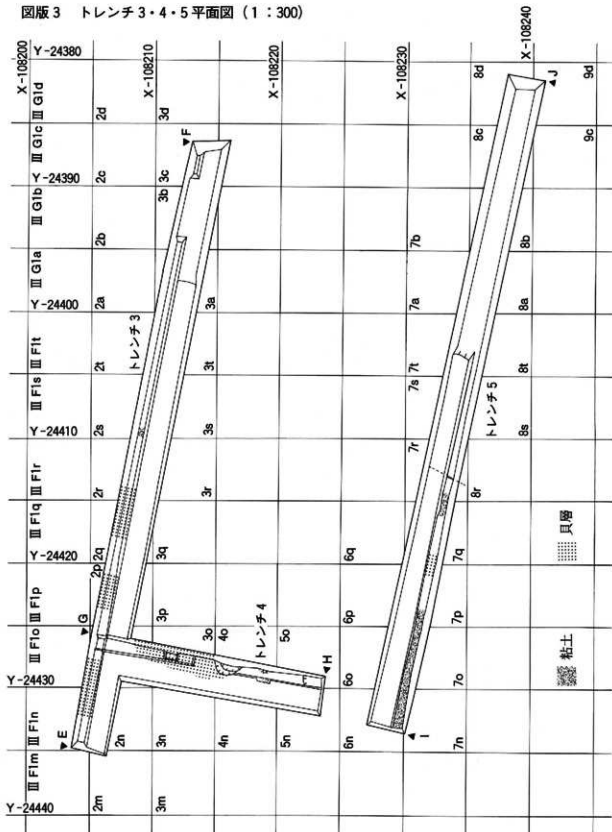 図版3 トレンチ3・4・5平面図(1:300)
X-108200
X-108210
X-108220
X-108230
X-108240
Y-24380
Y-24390
Y-24400
Y-24410
Y-24420
Y-24430
Y-24440
Ⅲ G1d
Ⅲ G1c
Ⅲ G1b
Ⅲ G1a
Ⅲ F1t
Ⅲ F1s
Ⅲ F1r
Ⅲ F1q
Ⅲ F1p
Ⅲ F1o
Ⅲ F1n
Ⅲ F1m
2d
2c
2b
2a
2t
2s
2r
2q
2p
2n
2m
3d
3c
3b
3a
3t
3s
3r
3q
3p
3o
3n
3m
4o
4n
5o
5n
6q
6p
6o
6n
7b
7a
7t
7s
7r
7q
7p
7o
7n
8d
8c
8b
8a
8t
8s
8r
9d
9c
トレンチ3
トレンチ4
トレンチ5
E
F
G
H
I
J
貝層
粘土